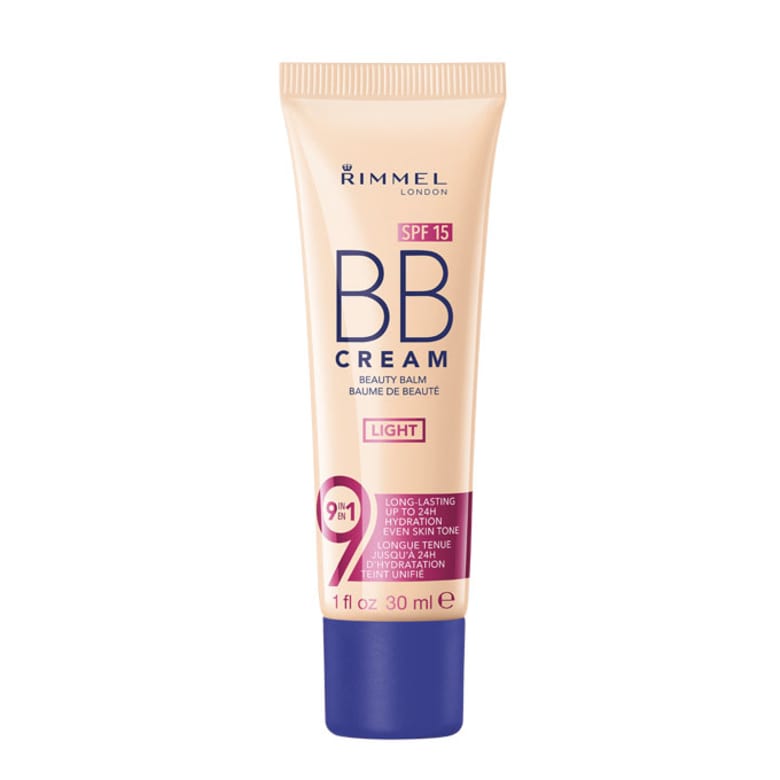 RIMMEL
LONDON
SPF 15
BB
CREAM
BEAUTY BALM
BAUME DE BEAUTÉ
LIGHT
9 IN EN 1
LONG-LASTING
UP TO 24H
HYDRATION
EVEN SKIN TONE
LONGUE TENUE
JUSQU'À 24H
D'HYDRATATION
TEINT UNIFIÉ
1 fl oz 30 ml ℮